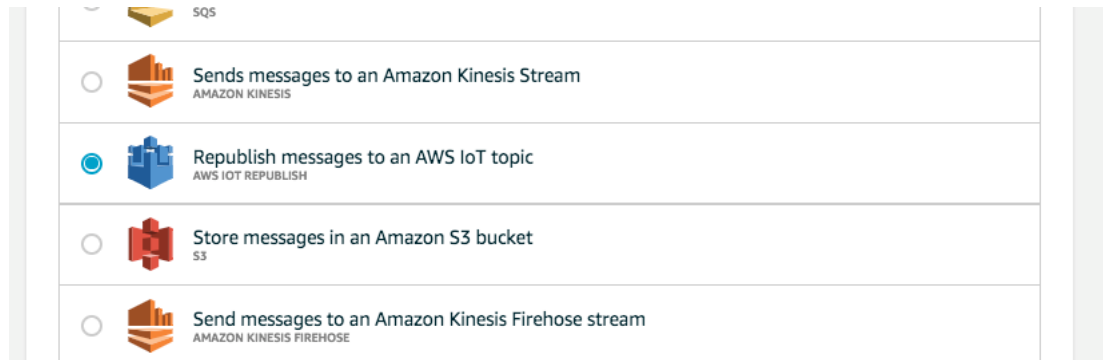 SQS
Sends messages to an Amazon Kinesis Stream
AMAZON KINESIS
Republish messages to an AWS IoT topic
AWS IOT REPUBLISH
Store messages in an Amazon S3 bucket
S3
Send messages to an Amazon Kinesis Firehose stream
AMAZON KINESIS FIREHOSE